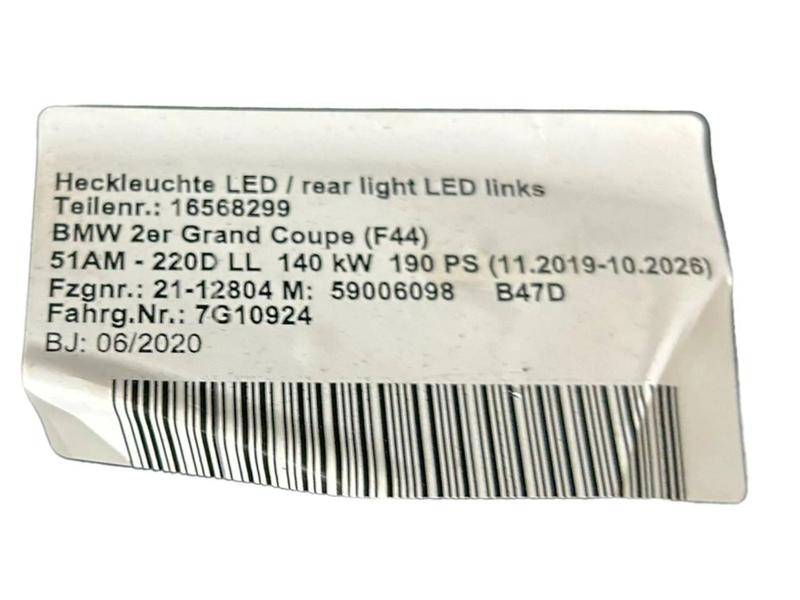 Heckleuchte LED / rear light LED links
Teilenr.: 16568299
BMW 2er Grand Coupe (F44)
51AM - 220D LL 140 kW 190 PS (11.2019-10.2026)
Fzgnr.: 21-12804 M: 59006098 B47D
Fahrg.Nr.: 7G10924
BJ: 06/2020